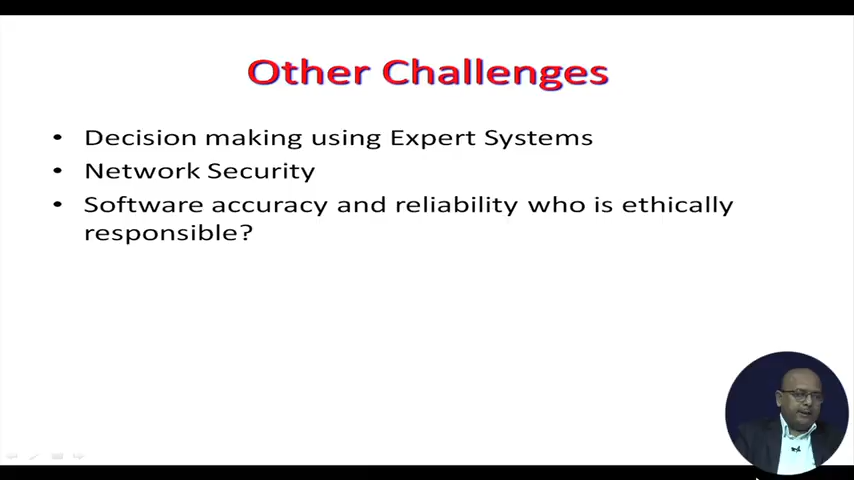 Other Challenges
• Decision making using Expert Systems
• Network Security
• Software accuracy and reliability who is ethically
responsible?